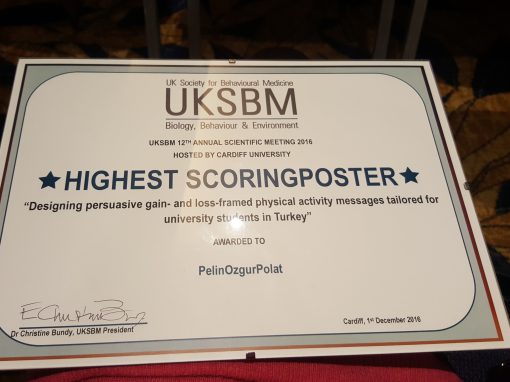 UK Society for Behavioural Medicine
UKSBM
Biology, Behaviour & Environment
UKSBM 12TH ANNUAL SCIENTIFIC MEETING 2016
HOSTED BY CARDIFF UNIVERSITY
HIGHEST SCORINGPOSTER
“Designing persuasive gain- and loss-framed physical activity messages tailored for
university students in Turkey”
AWARDED TO
PelinOzgurPolat
Dr Christine Bundy, UKSBM President
Cardiff, 1st December 2016